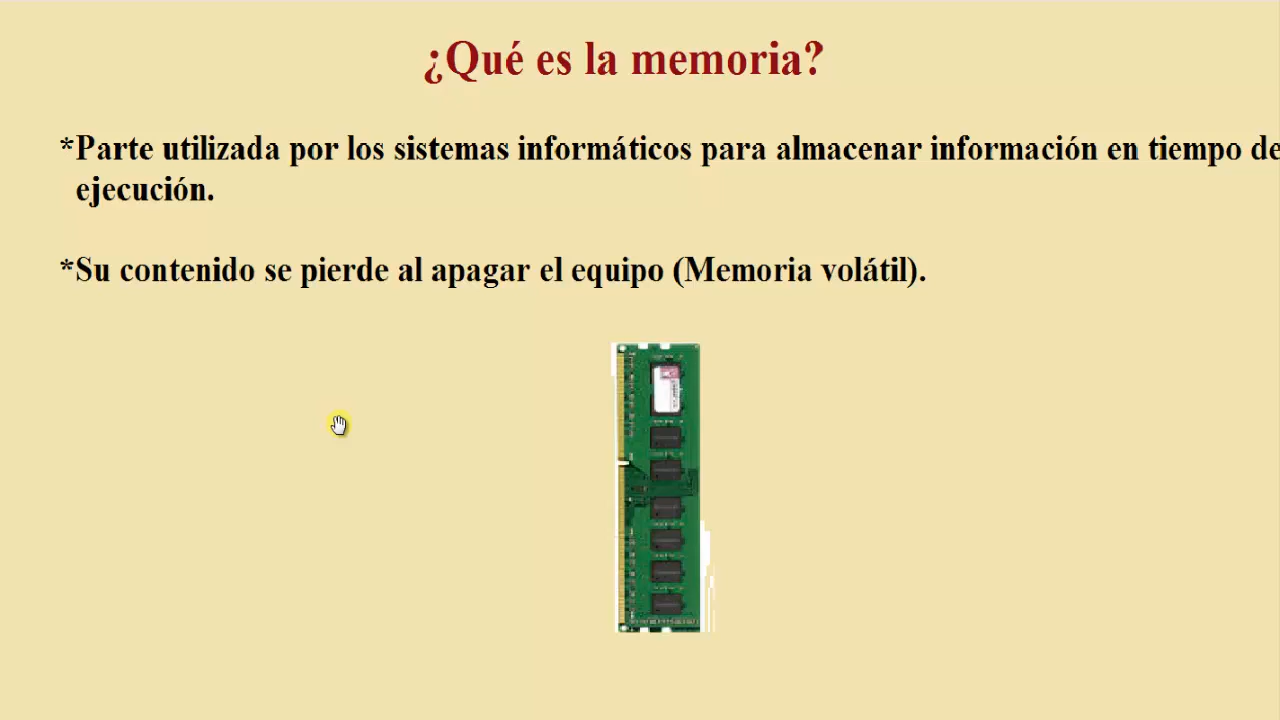 ¿Qué es la memoria?
*Parte utilizada por los sistemas informáticos para almacenar información en tiempo de
ejecución.
*Su contenido se pierde al apagar el equipo (Memoria volátil).